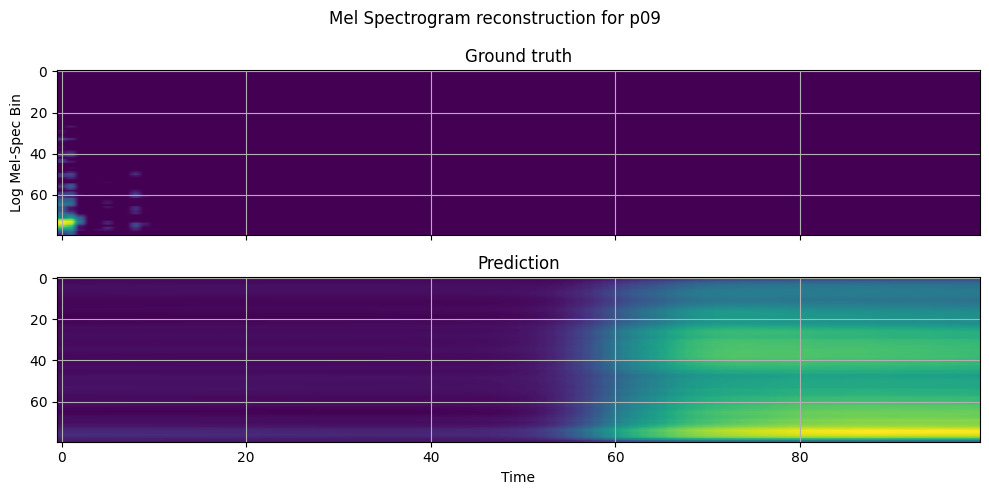 Mel Spectrogram reconstruction for p09
Ground truth
0
20
40
60
Log Mel-Spec Bin
Prediction
0
20
40
60
0 20 40 60 80
Time